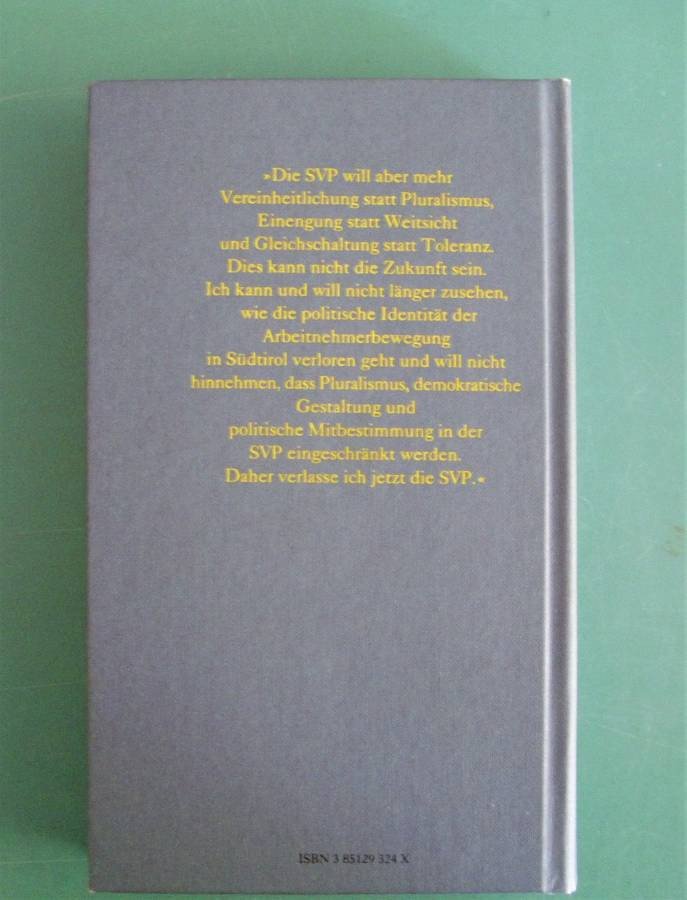 »Die SVP will aber mehr
Vereinheitlichung statt Pluralismus,
Einengung statt Weitsicht
und Gleichschaltung statt Toleranz.
Dies kann nicht die Zukunft sein.
Ich kann und will nicht länger zusehen,
wie die politische Identität der
Arbeitnehmerbewegung
in Südtirol verloren geht und will nicht
hinnehmen, dass Pluralismus, demokratische
Gestaltung und
politische Mitbestimmung in der
SVP eingeschränkt werden.
Daher verlasse ich jetzt die SVP.«
ISBN 3 85129 324 X